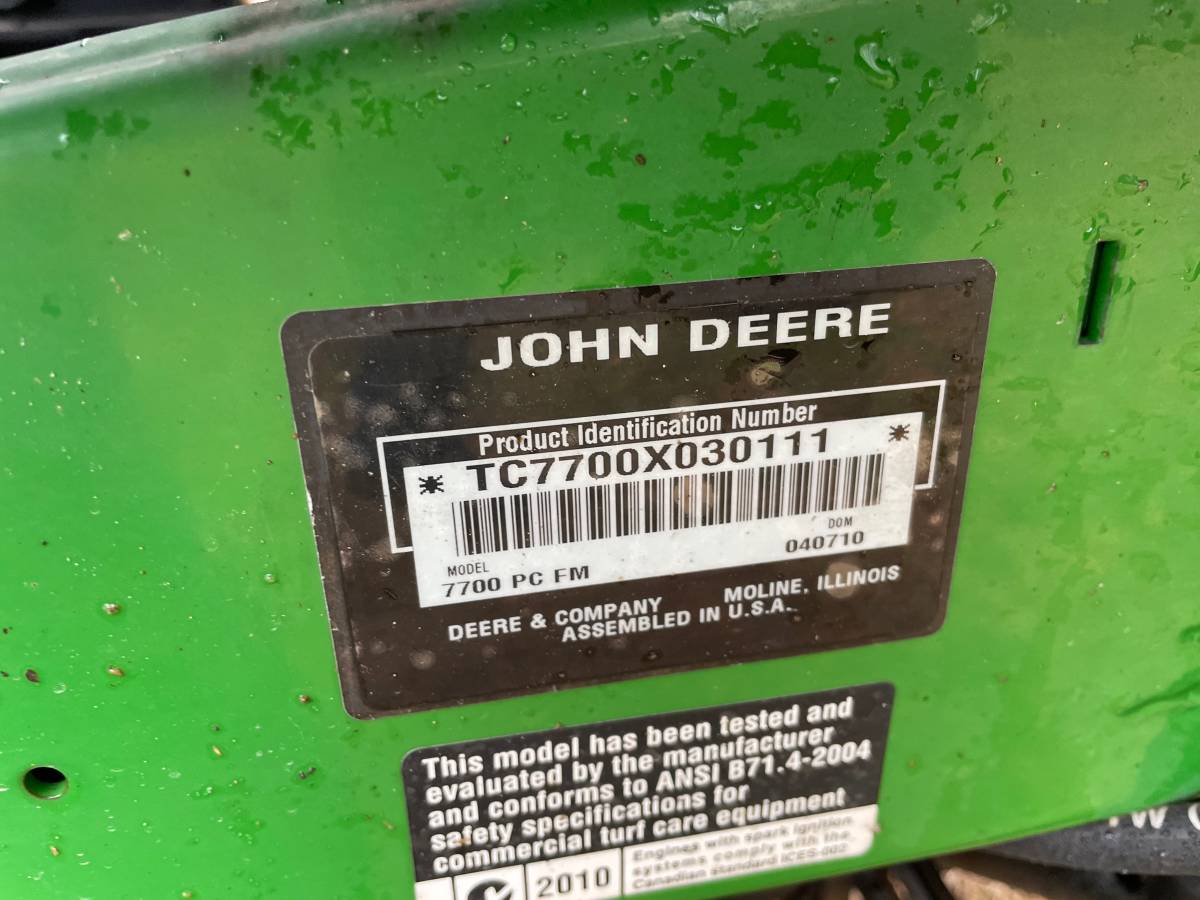 JOHN DEERE
Product Identification Number
* TC7700X030111 *
DOM
MODEL 040710
7700 PC FM
DEERE & COMPANY MOLINE, ILLINOIS
ASSEMBLED IN U.S.A.
This model has been tested and
evaluated by the manufacturer
and conforms to ANSI B71.4-2004
safety specifications for
commercial turf care equipment
2010
Engines with spark ignition
systems comply with the
Canadian standard ICES-002